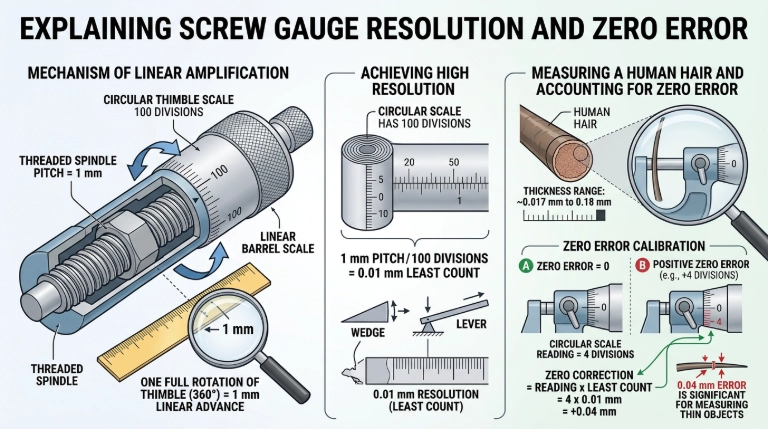 EXPLAINING SCREW GAUGE RESOLUTION AND ZERO ERROR
MECHANISM OF LINEAR AMPLIFICATION
CIRCULAR THIMBLE SCALE
100 DIVISIONS
THREADED SPINDLE
PITCH = 1 mm
100
100
LINEAR
BARREL SCALE
1 mm
THREADED
SPINDLE
ONE FULL ROTATION OF
THIMBLE (360°) = 1 mm
LINEAR ADVANCE
ACHIEVING HIGH
RESOLUTION
CIRCULAR SCALE
HAS 100 DIVISIONS
20
50
5
0
10
1
1 mm PITCH/100 DIVISIONS
= 0.01 mm LEAST COUNT
WEDGE
LEVER
0.01 mm RESOLUTION
(LEAST COUNT)
MEASURING A HUMAN HAIR AND
ACCOUNTING FOR ZERO ERROR
HUMAN
HAIR
0
THICKNESS RANGE:
~0.017 mm to 0.18 mm
ZERO ERROR CALIBRATION
A ZERO ERROR = 0
B POSITIVE ZERO ERROR
(e.g., +4 DIVISIONS)
0
0
4
CIRCULAR SCALE
READING = 4 DIVISIONS
ZERO CORRECTION
= READING x LEAST COUNT
= 4 x 0.01 mm
= +0.04 mm
0.04 mm ERROR
IS SIGNIFICANT
FOR MEASURING
THIN OBJECTS